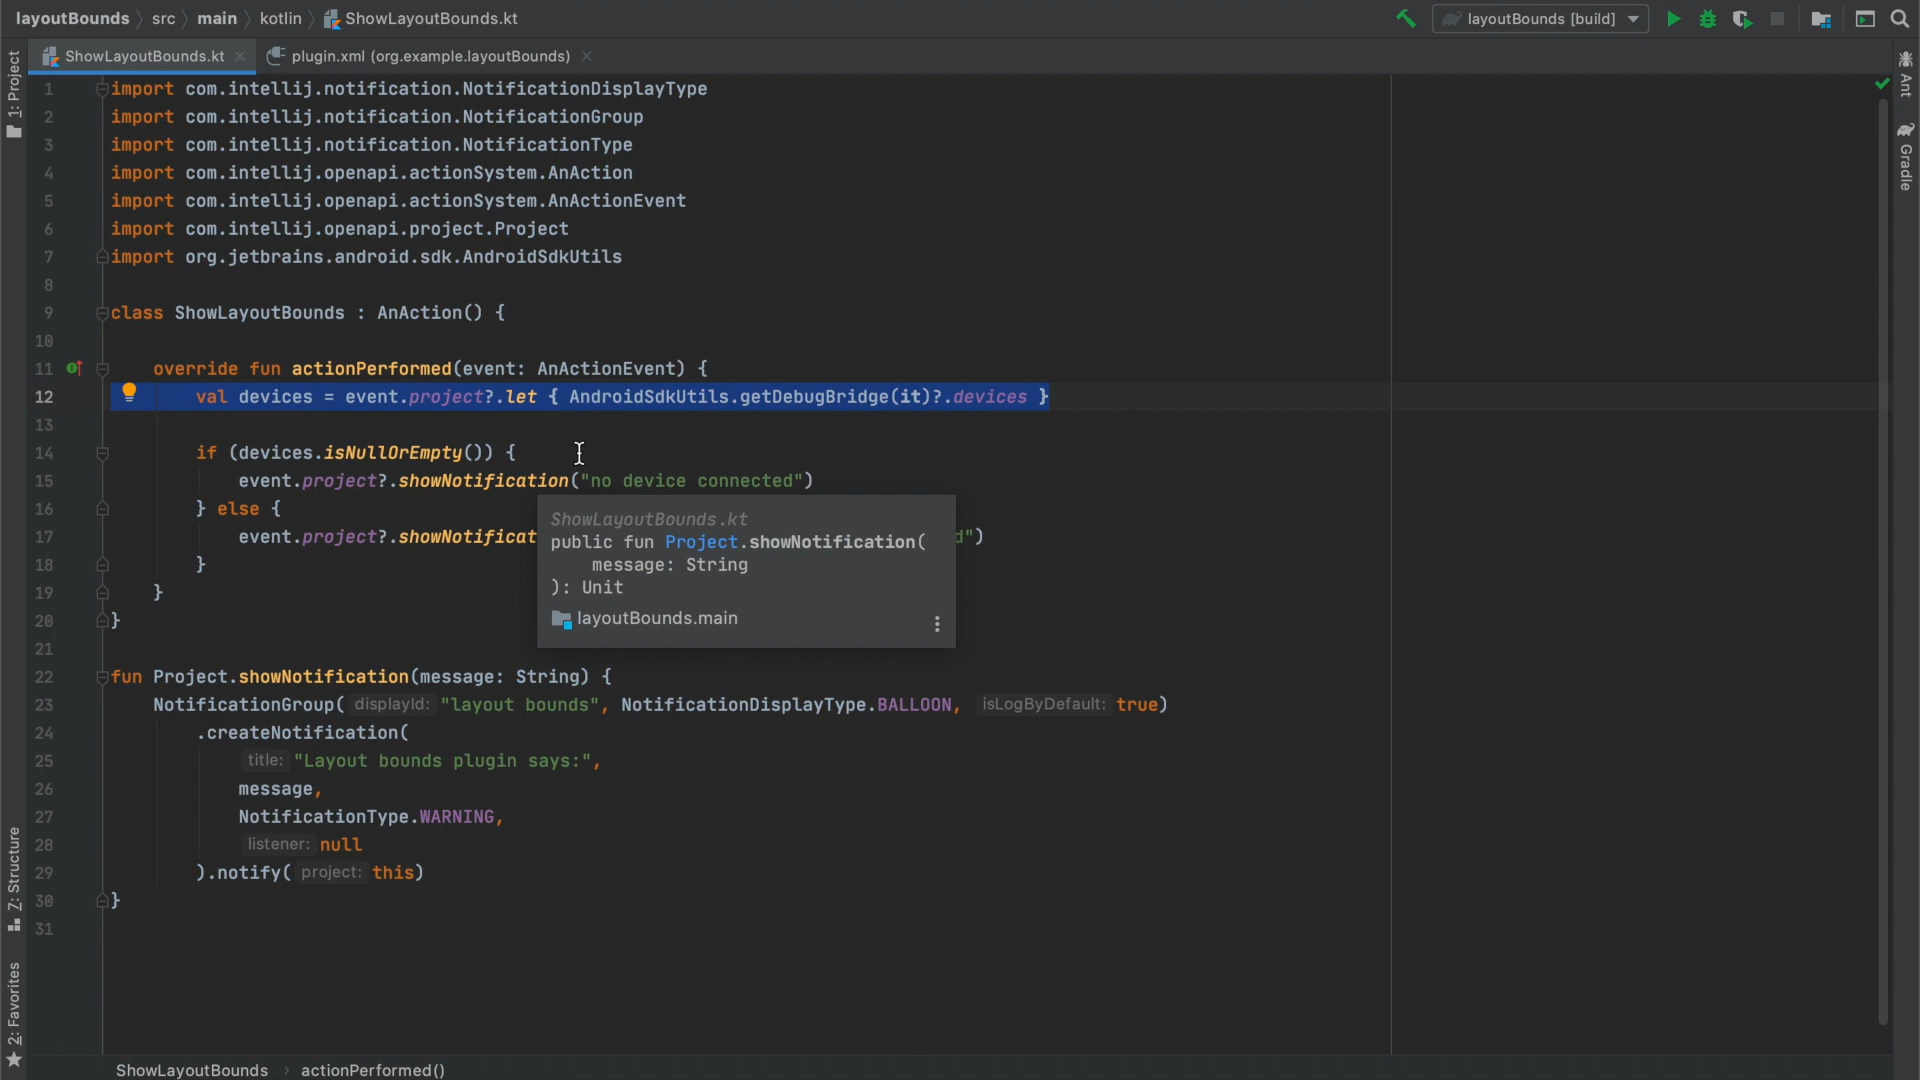 layoutBounds src main kotlin ShowLayoutBounds.kt layoutBounds [build]
ShowLayoutBounds.kt plugin.xml (org.example.layoutBounds)
1: Project
Z: Structure
2: Favorites
Ant
Gradle
1 import com.intellij.notification.NotificationDisplayType
2 import com.intellij.notification.NotificationGroup
3 import com.intellij.notification.NotificationType
4 import com.intellij.openapi.actionSystem.AnAction
5 import com.intellij.openapi.actionSystem.AnActionEvent
6 import com.intellij.openapi.project.Project
7 import org.jetbrains.android.sdk.AndroidSdkUtils
8
9 class ShowLayoutBounds : AnAction() {
10
11 override fun actionPerformed(event: AnActionEvent) {
12 val devices = event.project?.let { AndroidSdkUtils.getDebugBridge(it)?.devices }
13
14 if (devices.isNullOrEmpty()) {
15 event.project?.showNotification("no device connected")
16 } else {
17 event.project?.showNotificat d")
18 }
19 }
20 }
21
22 fun Project.showNotification(message: String) {
23 NotificationGroup( displayId: "layout bounds", NotificationDisplayType.BALLOON, isLogByDefault: true)
24 .createNotification(
25 title: "Layout bounds plugin says:",
26 message,
27 NotificationType.WARNING,
28 listener: null
29 ).notify( project: this)
30 }
31
ShowLayoutBounds.kt
public fun Project.showNotification(
message: String
): Unit
layoutBounds.main
ShowLayoutBounds › actionPerformed()